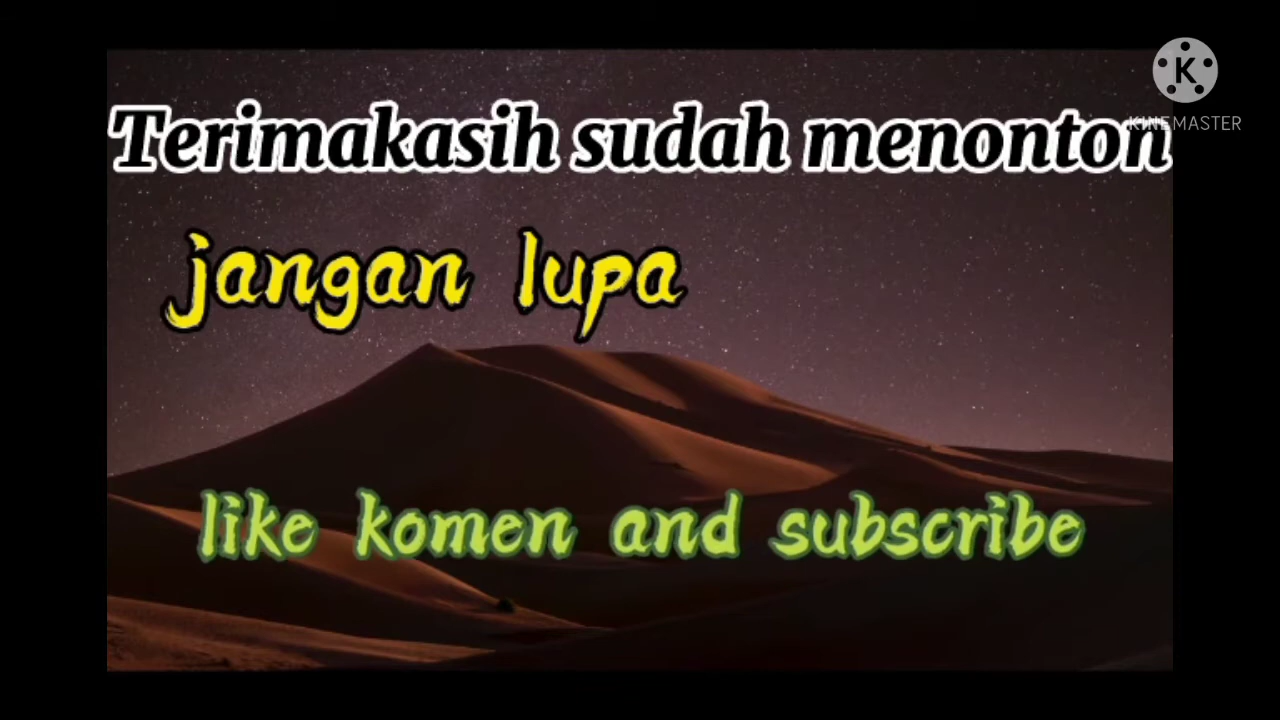 K
KINEMASTER
Terimakasih sudah menonton
jangan lupa
like komen and subscribe